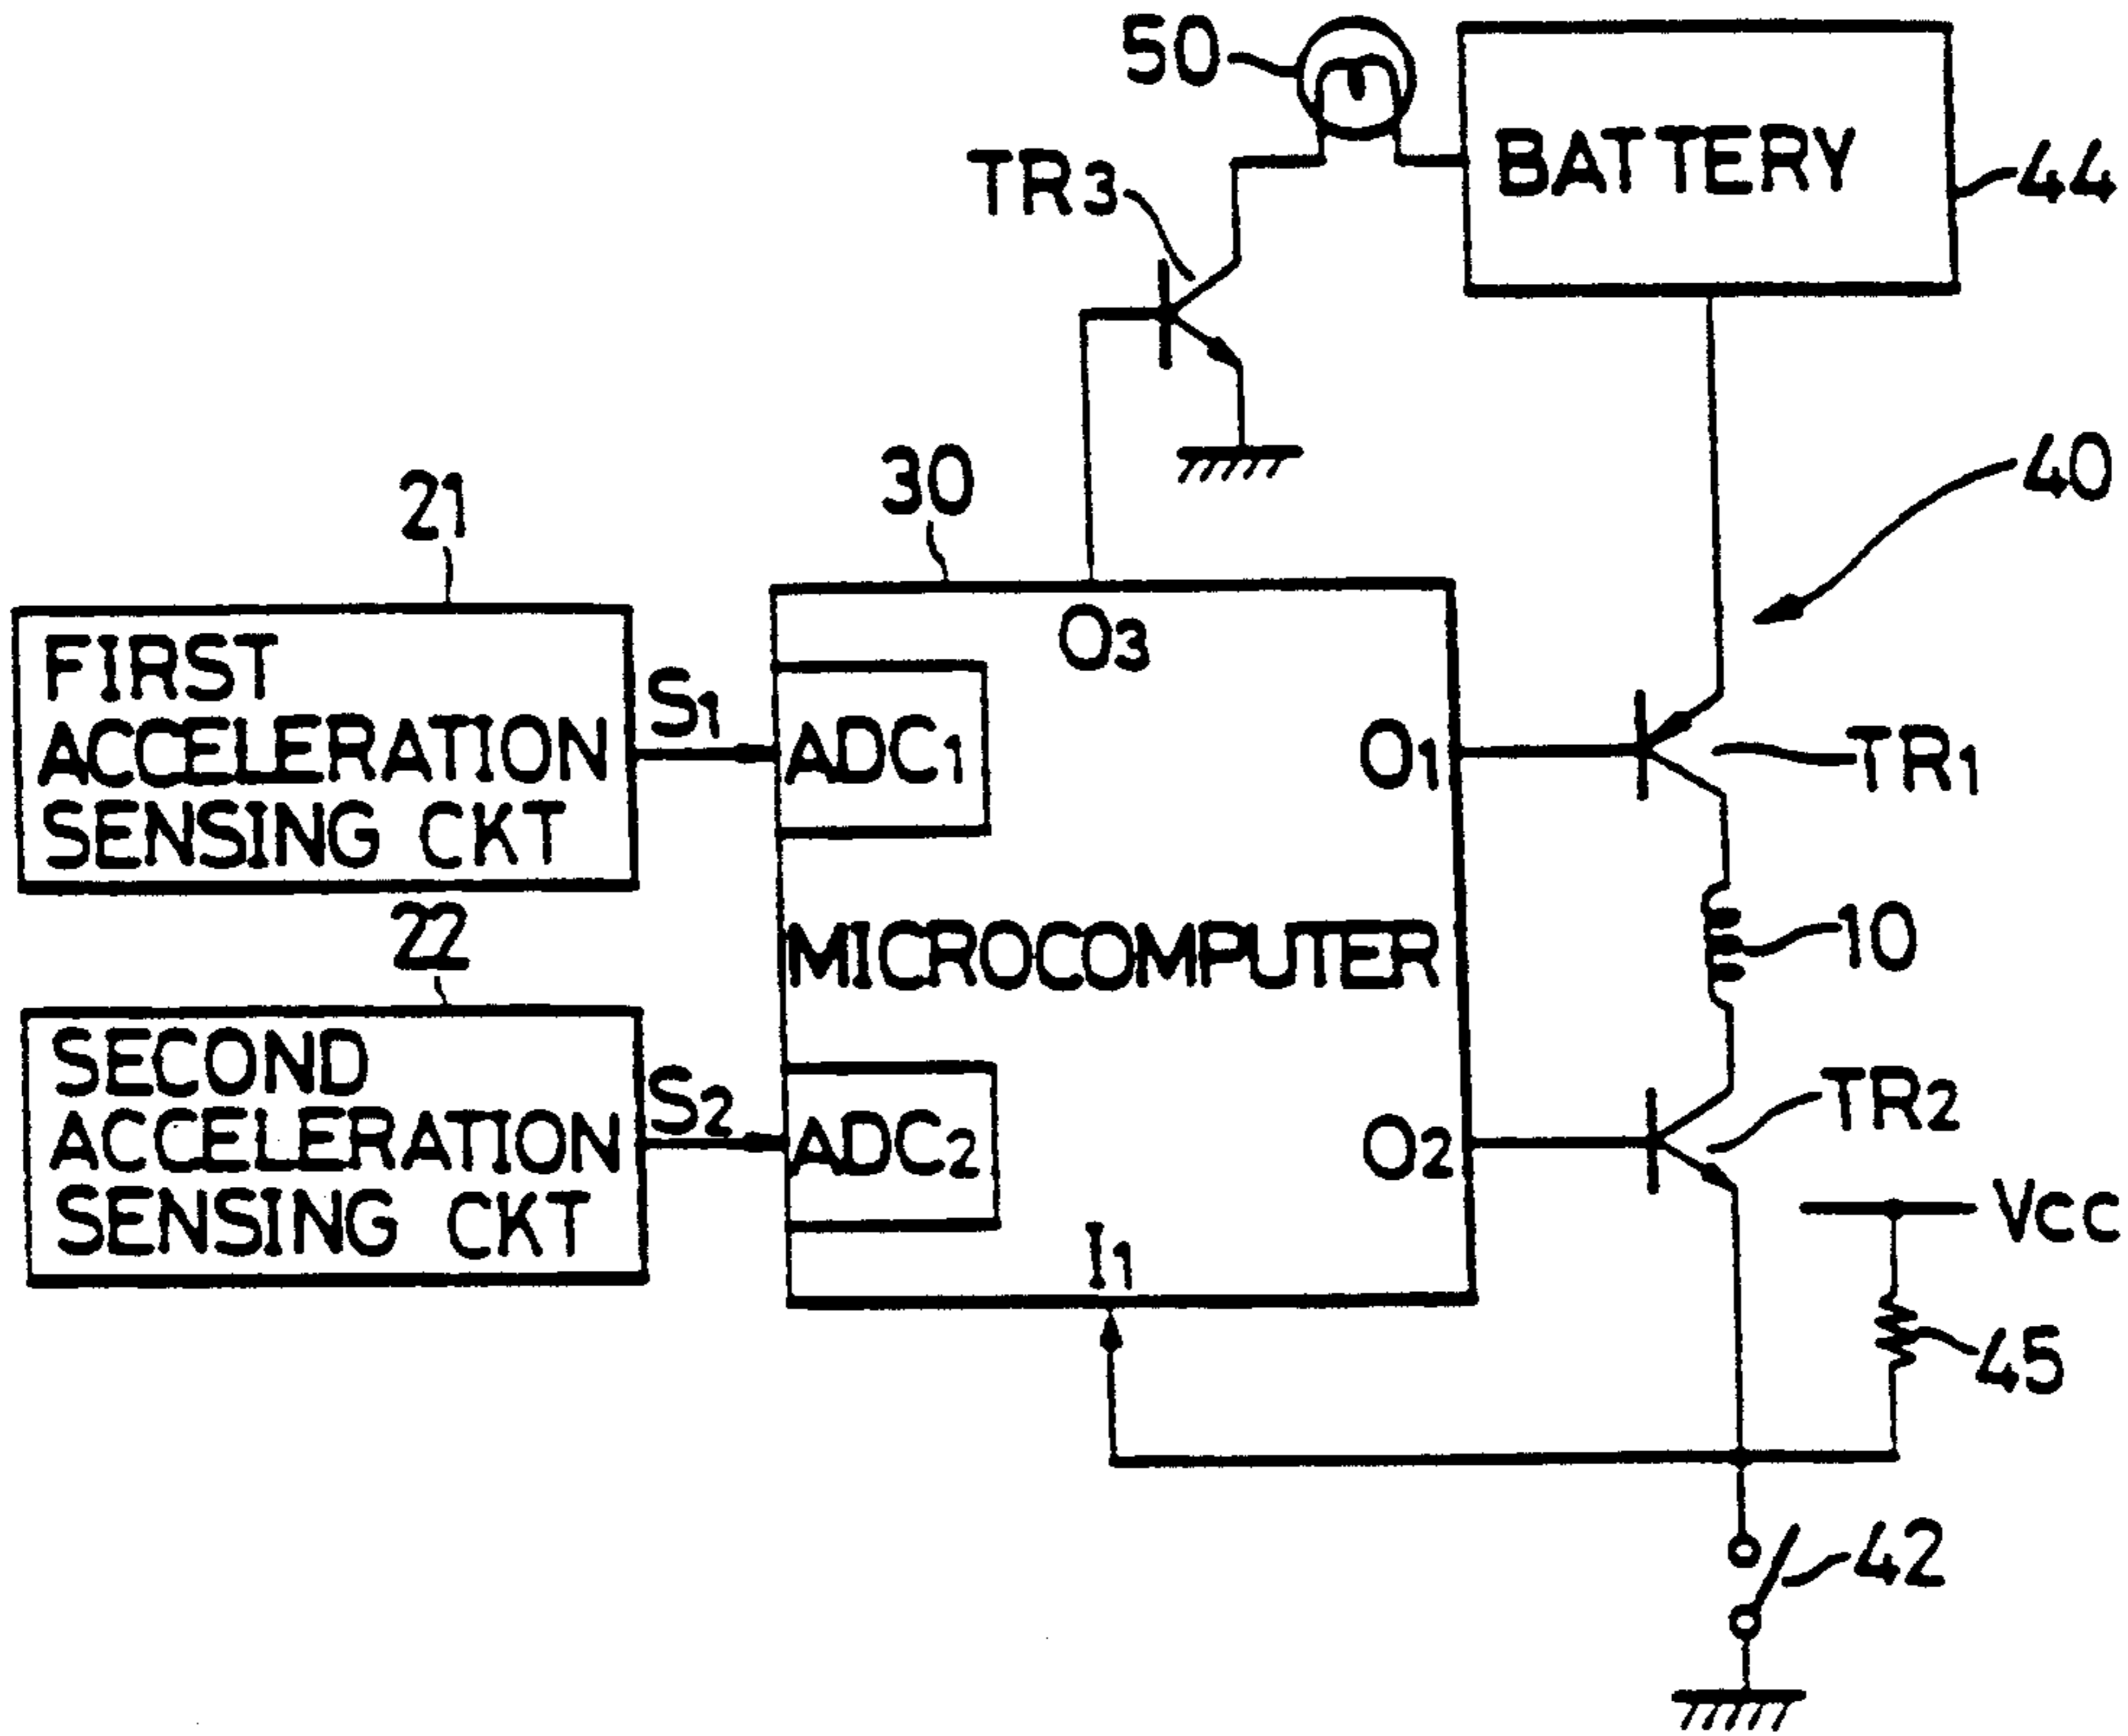 50
BATTERY
44
TR3
40
30
21
O3
FIRST
ACCELERATION
SENSING CKT
S1
ADC1
O1
TR1
MICROCOMPUTER
10
22
SECOND
ACCELERATION
SENSING CKT
S2
ADC2
O2
TR2
VCC
I1
45
42